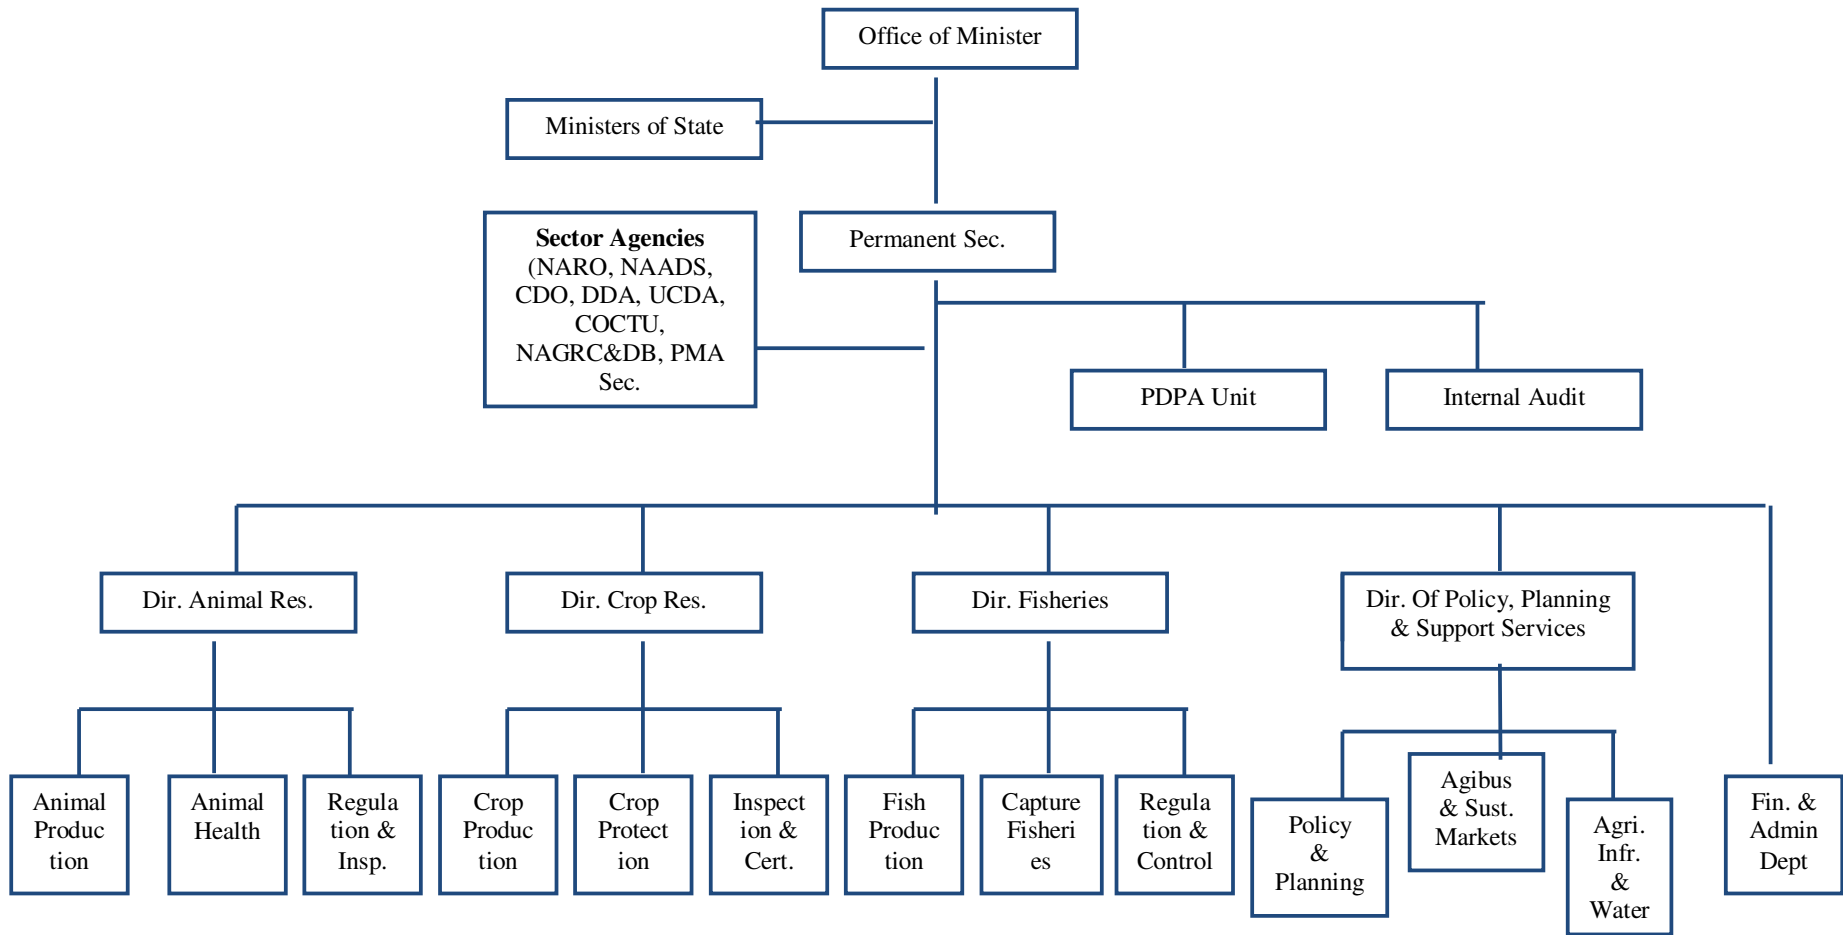 Office of Minister
Ministers of State
Sector Agencies
(NARO, NAADS,
CDO, DDA, UCDA,
COCTU,
NAGRC&DB, PMA
Sec.
Permanent Sec.
PDPA Unit
Internal Audit
Dir. Animal Res.
Dir. Crop Res.
Dir. Fisheries
Dir. Of Policy, Planning
& Support Services
Animal
Produc
tion
Animal
Health
Regula
tion &
Insp.
Crop
Produc
tion
Crop
Protect
ion
Inspect
ion &
Cert.
Fish
Produc
tion
Capture
Fisheri
es
Regula
tion &
Control
Policy
&
Planning
Agibus
& Sust.
Markets
Agri.
Infr.
&
Water
Fin. &
Admin
Dept